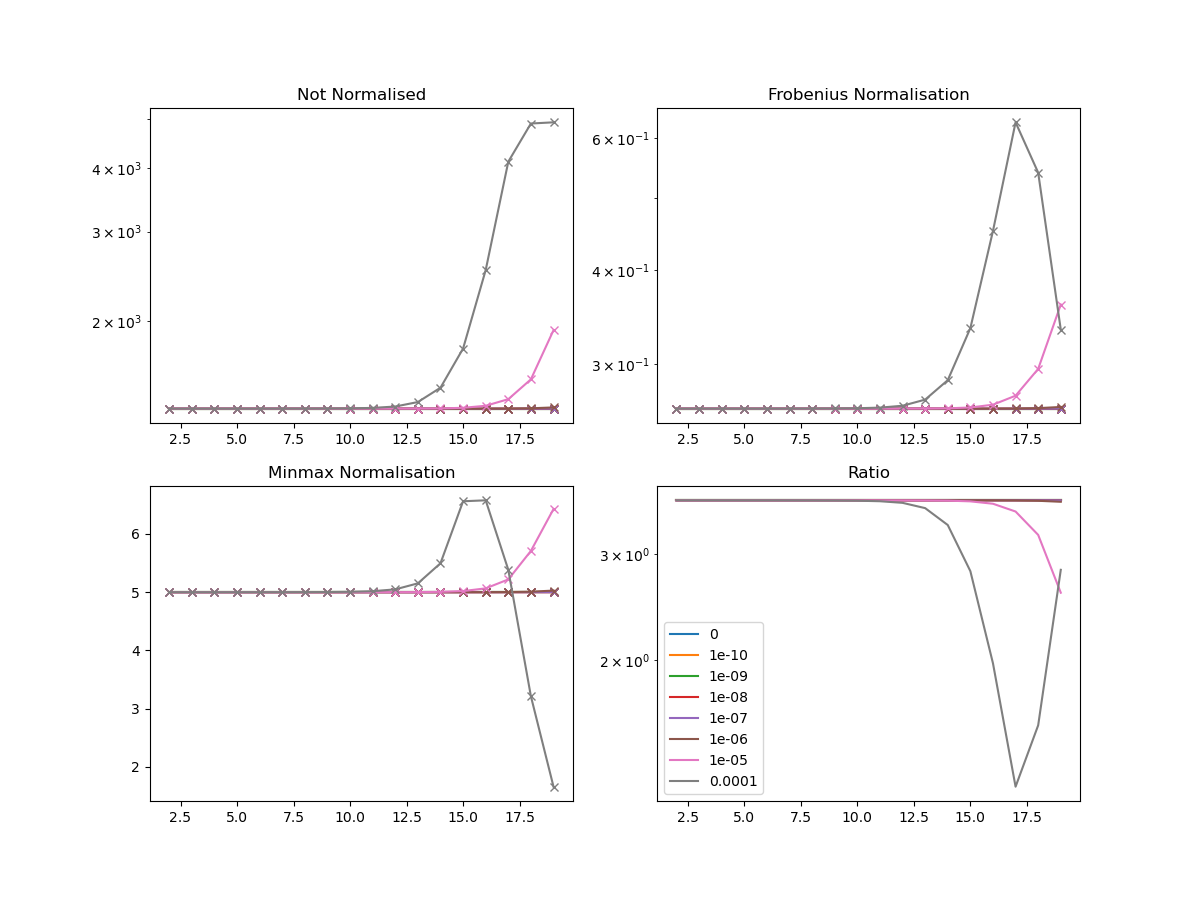 Not Normalised
4 × 10³
3 × 10³
2 × 10³
2.5 5.0 7.5 10.0 12.5 15.0 17.5
Frobenius Normalisation
6 × 10⁻¹
4 × 10⁻¹
3 × 10⁻¹
2.5 5.0 7.5 10.0 12.5 15.0 17.5
Minmax Normalisation
6
5
4
3
2
2.5 5.0 7.5 10.0 12.5 15.0 17.5
Ratio
3 × 10⁰
2 × 10⁰
0
1e-10
1e-09
1e-08
1e-07
1e-06
1e-05
0.0001
2.5 5.0 7.5 10.0 12.5 15.0 17.5